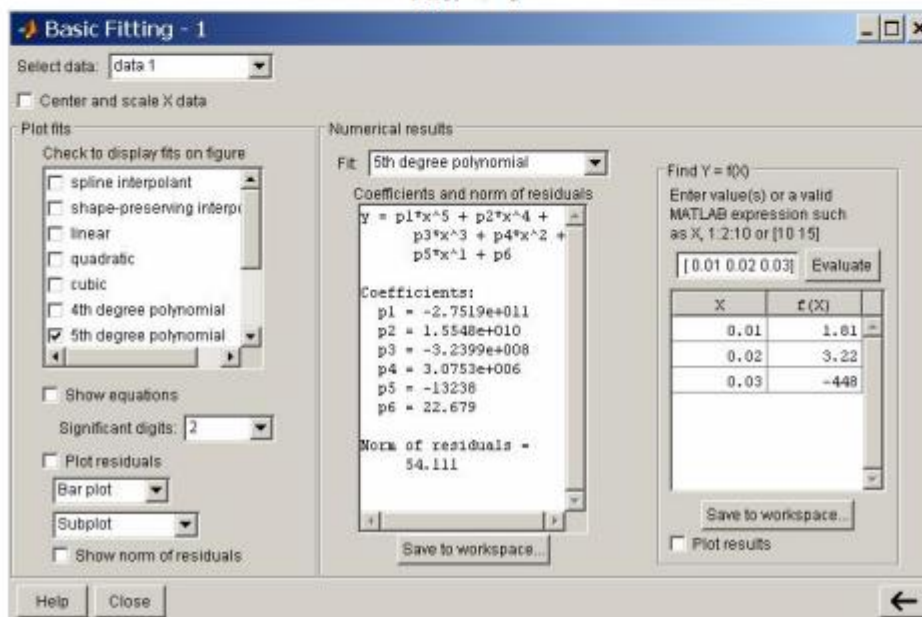 Basic Fitting - 1
Select data: data 1
Center and scale X data
Plot fits
Check to display fits on figure
spline interpolant
shape-preserving interp
linear
quadratic
cubic
4th degree polynomial
5th degree polynomial
Show equations
Significant digits: 2
Plot residuals
Bar plot
Subplot
Show norm of residuals
Numerical results
Fit: 5th degree polynomial
Coefficients and norm of residuals
y = p1*x^5 + p2*x^4 +
p3*x^3 + p4*x^2 +
p5*x^1 + p6
Coefficients:
p1 = -2.7519e+011
p2 = 1.5548e+010
p3 = -3.2399e+008
p4 = 3.0753e+006
p5 = -13238
p6 = 22.679
Norm of residuals =
54.111
Save to workspace...
Find Y = f(X)
Enter value(s) or a valid
MATLAB expression such
as X, 1:2:10 or [10 15]
[ 0.01 0.02 0.03] Evaluate
X f(X)
0.01 1.81
0.02 3.22
0.03 -448
Save to workspace...
Plot results
Help Close